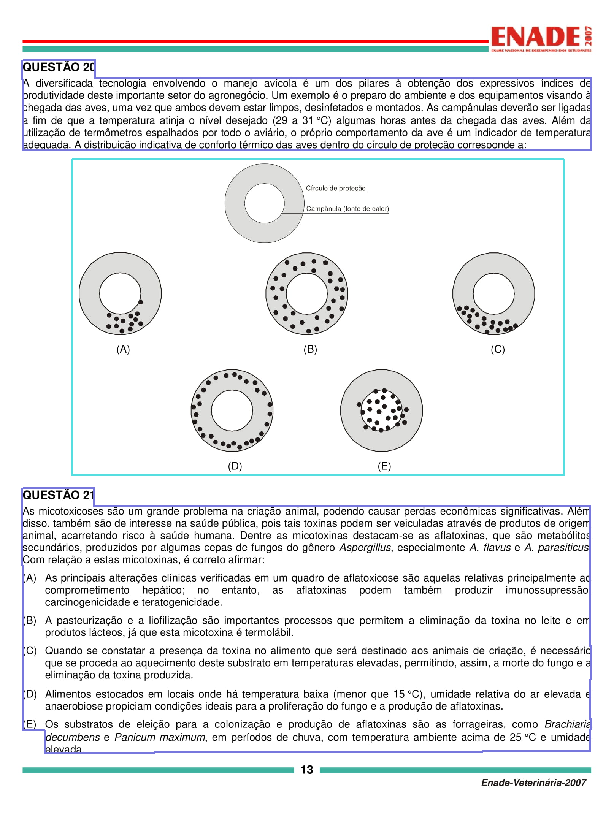 ENADE 2007
EXAME NACIONAL DE DESEMPENHO DOS ESTUDANTES
QUESTÃO 20
A diversificada tecnologia envolvendo o manejo avícola é um dos pilares à obtenção dos expressivos índices de
produtividade deste importante setor do agronegócio. Um exemplo é o preparo do ambiente e dos equipamentos visando à
chegada das aves, uma vez que ambos devem estar limpos, desinfetados e montados. As campânulas deverão ser ligadas
a fim de que a temperatura atinja o nível desejado (29 a 31 °C) algumas horas antes da chegada das aves. Além da
utilização de termômetros espalhados por todo o aviário, o próprio comportamento da ave é um indicador de temperatura
adequada. A distribuição indicativa de conforto térmico das aves dentro do círculo de proteção corresponde a:
Círculo de proteção
Campânula (fonte de calor)
(A) (B) (C)
(D) (E)
QUESTÃO 21
As micotoxicoses são um grande problema na criação animal, podendo causar perdas econômicas significativas. Além
disso, também são de interesse na saúde pública, pois tais toxinas podem ser veiculadas através de produtos de origem
animal, acarretando risco à saúde humana. Dentre as micotoxinas destacam-se as aflatoxinas, que são metabólitos
secundários, produzidos por algumas cepas de fungos do gênero Aspergillus, especialmente A. flavus e A. parasiticus.
Com relação a estas micotoxinas, é correto afirmar:
(A) As principais alterações clínicas verificadas em um quadro de aflatoxicose são aquelas relativas principalmente ao
comprometimento hepático; no entanto, as aflatoxinas podem também produzir imunossupressão,
carcinogenicidade e teratogenicidade.
(B) A pasteurização e a liofilização são importantes processos que permitem a eliminação da toxina no leite e em
produtos lácteos, já que esta micotoxina é termolábil.
(C) Quando se constatar a presença da toxina no alimento que será destinado aos animais de criação, é necessário
que se proceda ao aquecimento deste substrato em temperaturas elevadas, permitindo, assim, a morte do fungo e a
eliminação da toxina produzida.
(D) Alimentos estocados em locais onde há temperatura baixa (menor que 15 °C), umidade relativa do ar elevada e
anaerobiose propiciam condições ideais para a proliferação do fungo e a produção de aflatoxinas.
(E) Os substratos de eleição para a colonização e produção de aflatoxinas são as forrageiras, como Brachiaria
decumbens e Panicum maximum, em períodos de chuva, com temperatura ambiente acima de 25 °C e umidade
elevada.
13
Enade-Veterinária-2007